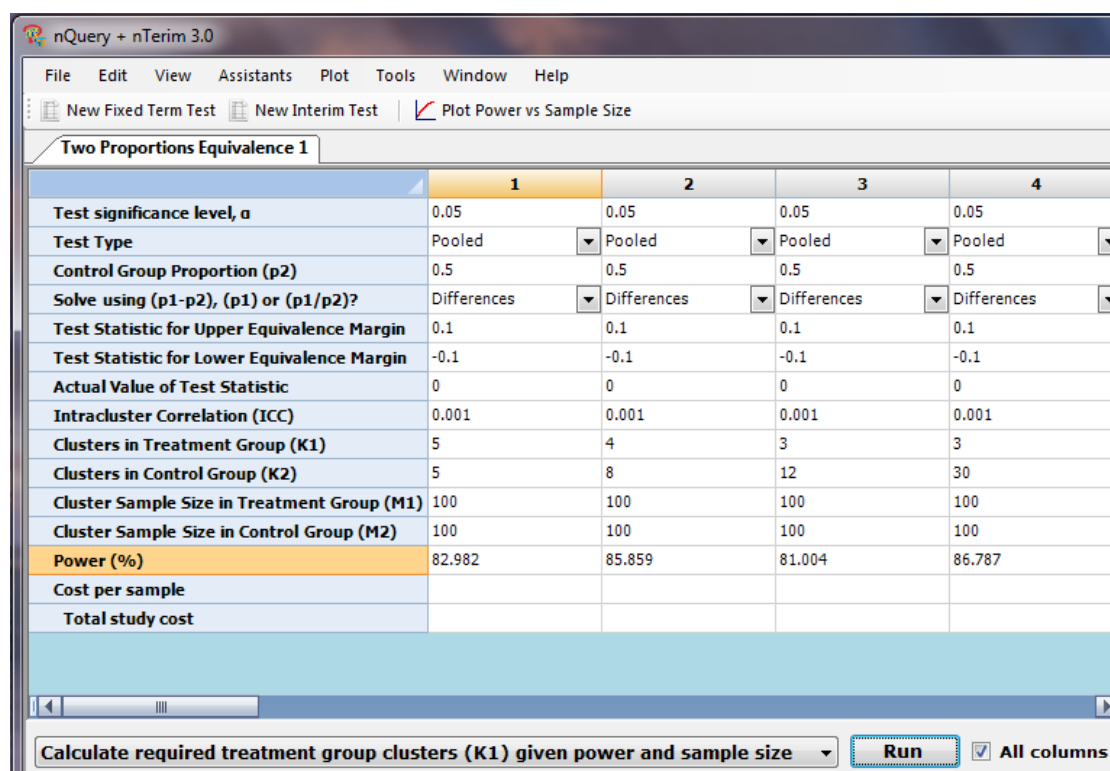 nQuery + nTerim 3.0
File Edit View Assistants Plot Tools Window Help
New Fixed Term Test New Interim Test Plot Power vs Sample Size
Two Proportions Equivalence 1
1 2 3 4
Test significance level, α 0.05 0.05 0.05 0.05
Test Type Pooled Pooled Pooled Pooled
Control Group Proportion (p2) 0.5 0.5 0.5 0.5
Solve using (p1-p2), (p1) or (p1/p2)? Differences Differences Differences Differences
Test Statistic for Upper Equivalence Margin 0.1 0.1 0.1 0.1
Test Statistic for Lower Equivalence Margin -0.1 -0.1 -0.1 -0.1
Actual Value of Test Statistic 0 0 0 0
Intracluster Correlation (ICC) 0.001 0.001 0.001 0.001
Clusters in Treatment Group (K1) 5 4 3 3
Clusters in Control Group (K2) 5 8 12 30
Cluster Sample Size in Treatment Group (M1) 100 100 100 100
Cluster Sample Size in Control Group (M2) 100 100 100 100
Power (%) 82.982 85.859 81.004 86.787
Cost per sample
Total study cost
Calculate required treatment group clusters (K1) given power and sample size Run All columns